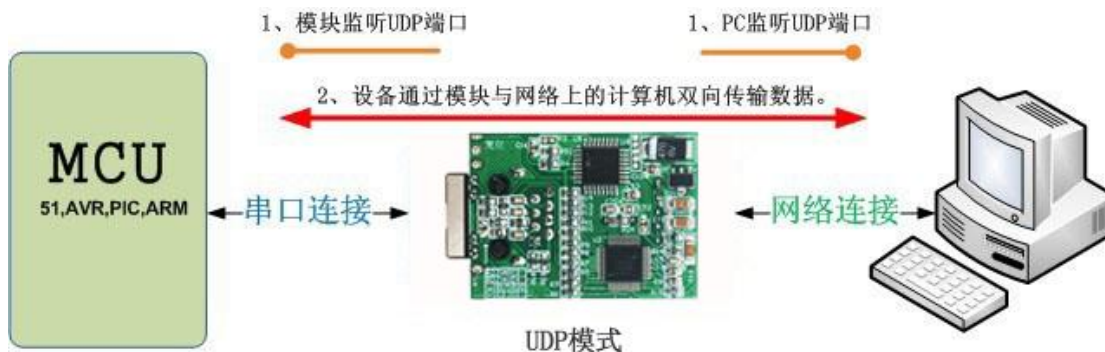 1、模块监听UDP端口
1、PC监听UDP端口
2、设备通过模块与网络上的计算机双向传输数据。
MCU
51,AVR,PIC,ARM
串口连接
网络连接
UDP模式